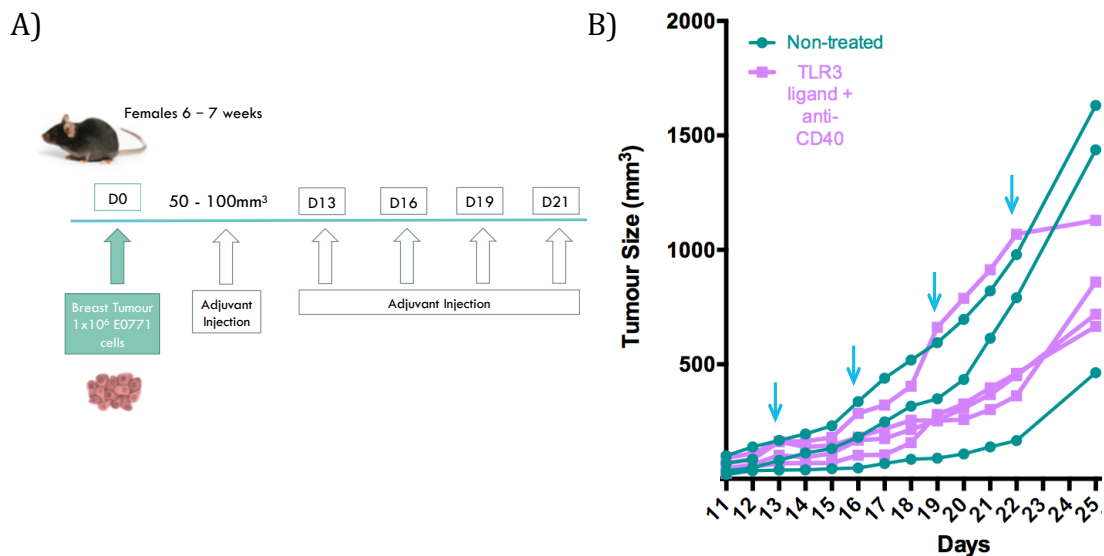 A)
Females 6 – 7 weeks
D0
50 - 100mm³
D13
D16
D19
D21
Breast Tumour
1x10⁶ E0771
cells
Adjuvant
Injection
Adjuvant Injection
B)
Tumour Size (mm³)
2000
1500
1000
500
Non-treated
TLR3
ligand +
anti-
CD40
11
12
13
14
15
16
17
18
19
20
21
22
23
24
25
Days